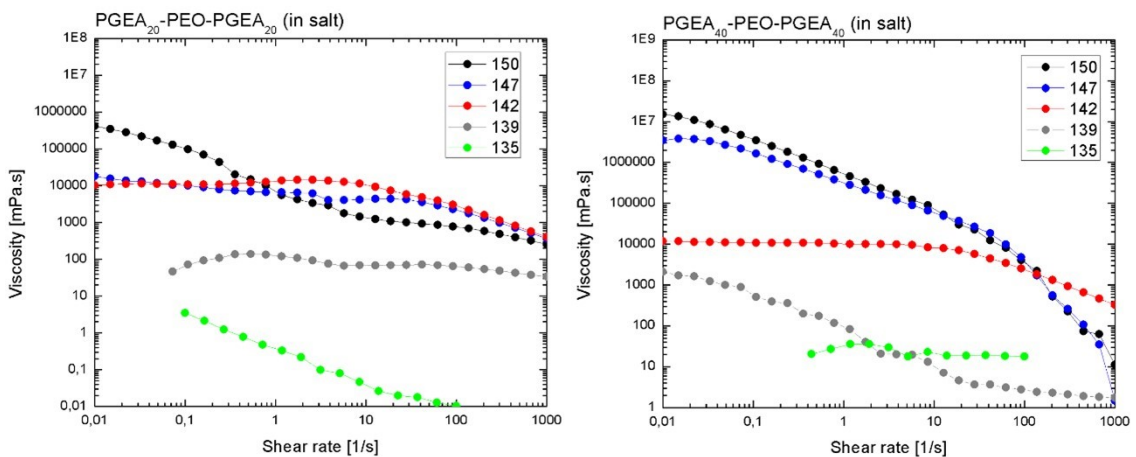 PGEA20-PEO-PGEA20 (in salt)
1E8
1E7
1000000
100000
10000
1000
100
10
1
0,1
0,01
Viscosity [mPa.s]
150
147
142
139
135
0,01 0,1 1 10 100 1000
Shear rate [1/s]
PGEA40-PEO-PGEA40 (in salt)
1E9
1E8
1E7
1000000
100000
10000
1000
100
10
1
Viscosity [mPa.s]
150
147
142
139
135
0,01 0,1 1 10 100 1000
Shear rate [1/s]